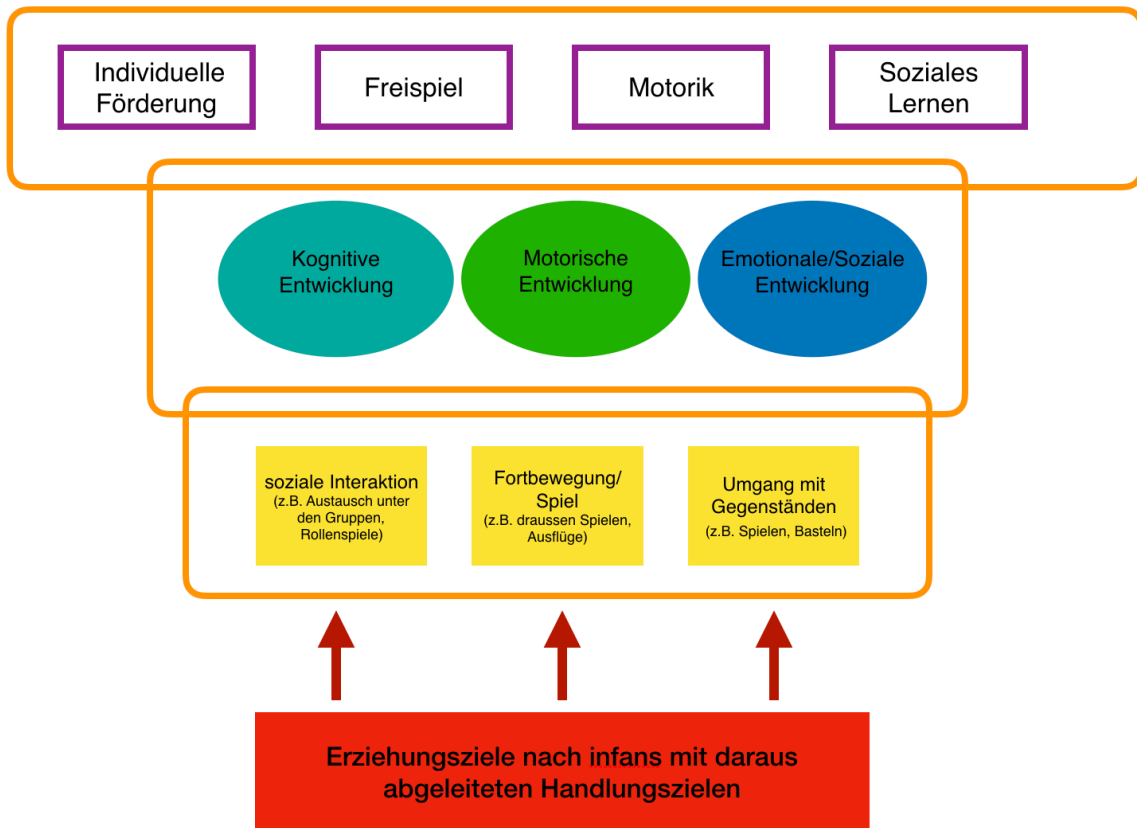 Individuelle
Förderung
Freispiel
Motorik
Soziales
Lernen
Kognitive
Entwicklung
Motorische
Entwicklung
Emotionale/Soziale
Entwicklung
soziale Interaktion
(z.B. Austausch unter
den Gruppen,
Rollenspiele)
Fortbewegung/
Spiel
(z.B. draussen Spielen,
Ausflüge)
Umgang mit
Gegenständen
(z.B. Spielen, Basteln)
Erziehungsziele nach infans mit daraus
abgeleiteten Handlungszielen